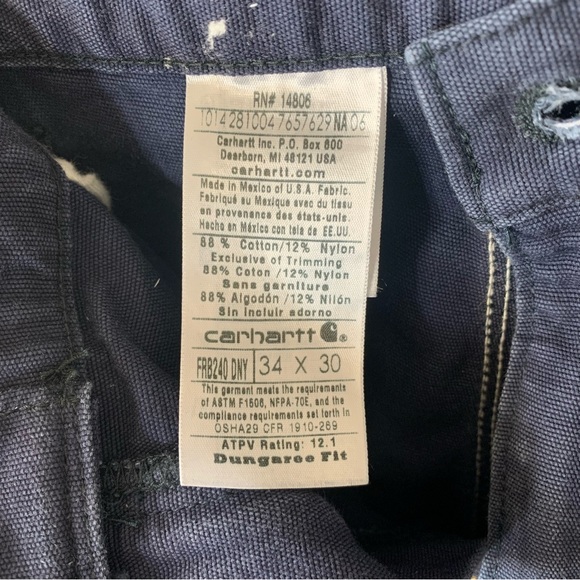 RN# 14806
10142810047657629 NA 06
Carhartt Inc. P.O. Box 600
Dearborn, MI 48121 USA
carhartt.com
Made in Mexico of U.S.A. Fabric.
Fabriqué au Mexique avec du tissu
en provenance des états-unis.
Hecho en México con tela de EE.UU.
88 % Cotton/12% Nylon
Exclusive of Trimming
88% Coton /12% Nylon
Sans garniture
88% Algodón /12% Nilón
Sin incluir adorno
carhartt
FRB240 DNY 34 X 30
This garment meets the requirements
of ASTM F1506, NFPA-70E, and the
compliance requirements set forth in
OSHA29 CFR 1910-269
ATPV Rating: 12.1
Dungaree Fit